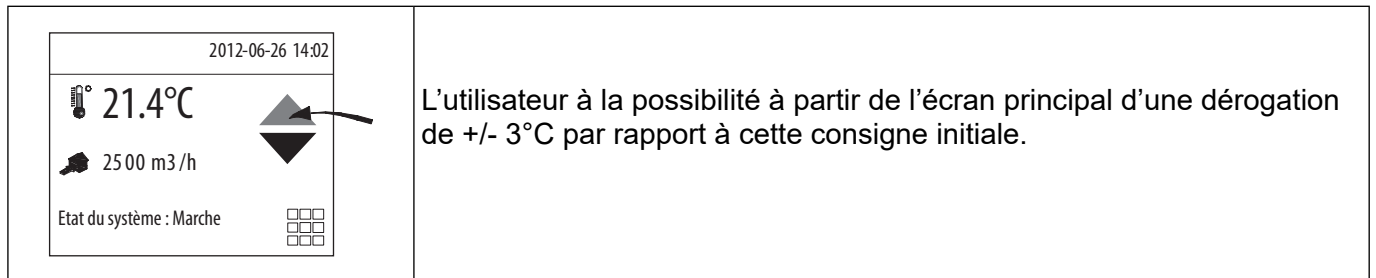 2012-06-26 14:02
21.4°C
2500 m3/h
Etat du système : Marche
L’utilisateur à la possibilité à partir de l’écran principal d’une dérogation
de +/- 3°C par rapport à cette consigne initiale.